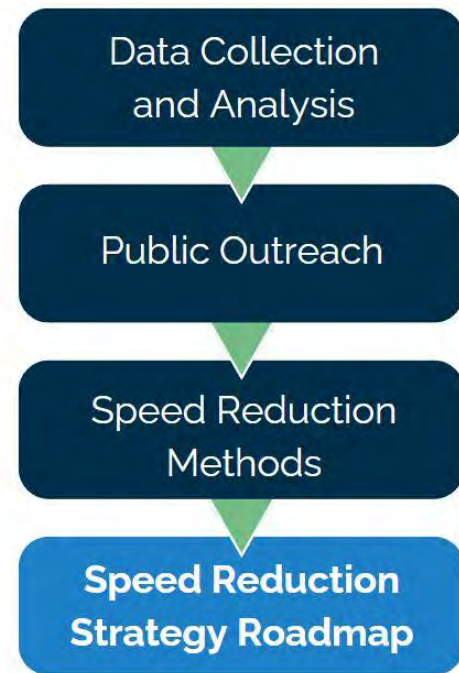 Data Collection
and Analysis
Public Outreach
Speed Reduction
Methods
Speed Reduction
Strategy Roadmap